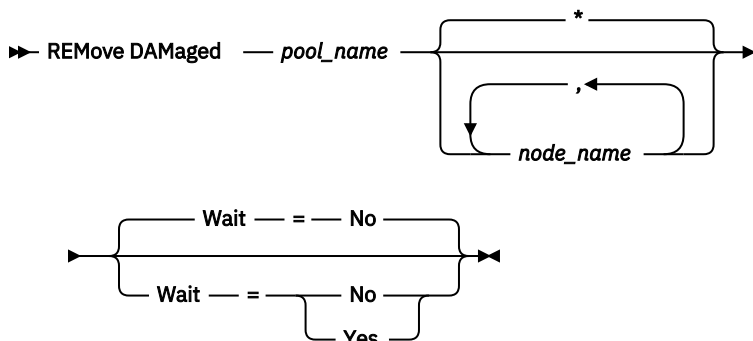 *
REMove DAMaged pool_name
,
node_name
Wait = No
Wait = No
Yes